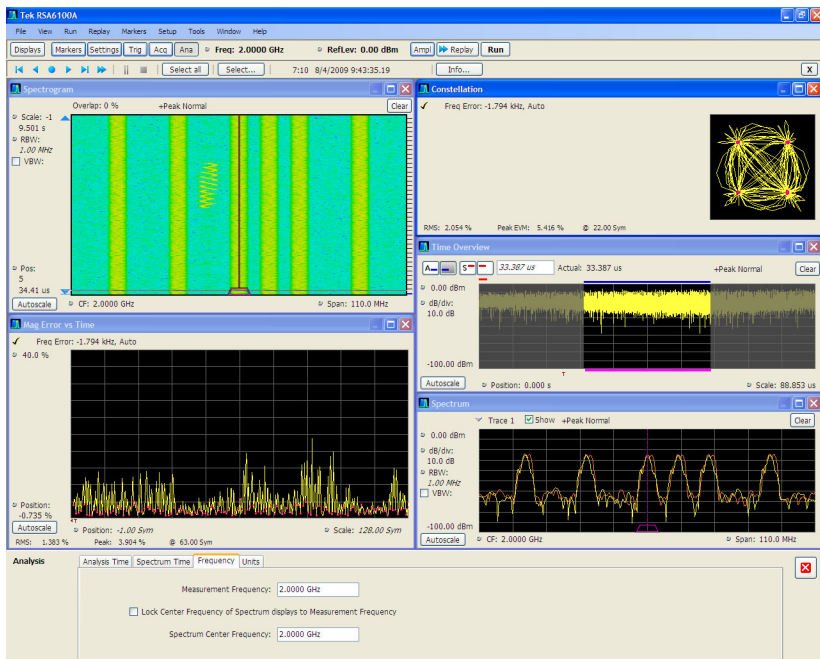 Tek RSA6100A
File View Run Replay Markers Setup Tools Window Help
Displays Markers Settings Trig Acq Ana Freq: 2.0000 GHz RefLev: 0.00 dBm Ampl Replay Run
Select all Select... 7:10 8/4/2009 9:43:35.19 Info... X
Spectrogram
Overlap: 0 % +Peak Normal Clear
Scale: -1
9.501 s
RBW:
1.00 MHz
VBW:
Pos:
5
34.41 us
Autoscale CF: 2.0000 GHz Span: 110.0 MHz
Constellation
Freq Error: -1.794 kHz, Auto
RMS: 2.054 % Peak EVM: 5.416 % @ 22.00 Sym
Time Overview
A S 33.387 us Actual: 33.387 us +Peak Normal Clear
0.00 dBm
dB/div:
10.0 dB
-100.00 dBm
T
Autoscale Position: 0.000 s Scale: 88.853 us
Mag Error vs Time
Freq Error: -1.794 kHz, Auto
40.0 %
Position:
-0.735 %
T
Autoscale Position: -1.00 Sym Scale: 128.00 Sym
RMS: 1.383 % Peak: 3.904 % @ 63.00 Sym
Spectrum
Trace 1 Show +Peak Normal Clear
0.00 dBm
dB/div:
10.0 dB
RBW:
1.00 MHz
VBW:
-100.00 dBm
Autoscale CF: 2.0000 GHz Span: 110.0 MHz
Analysis
Analysis Time Spectrum Time Frequency Units
Measurement Frequency: 2.0000 GHz
Lock Center Frequency of Spectrum displays to Measurement Frequency
Spectrum Center Frequency: 2.0000 GHz